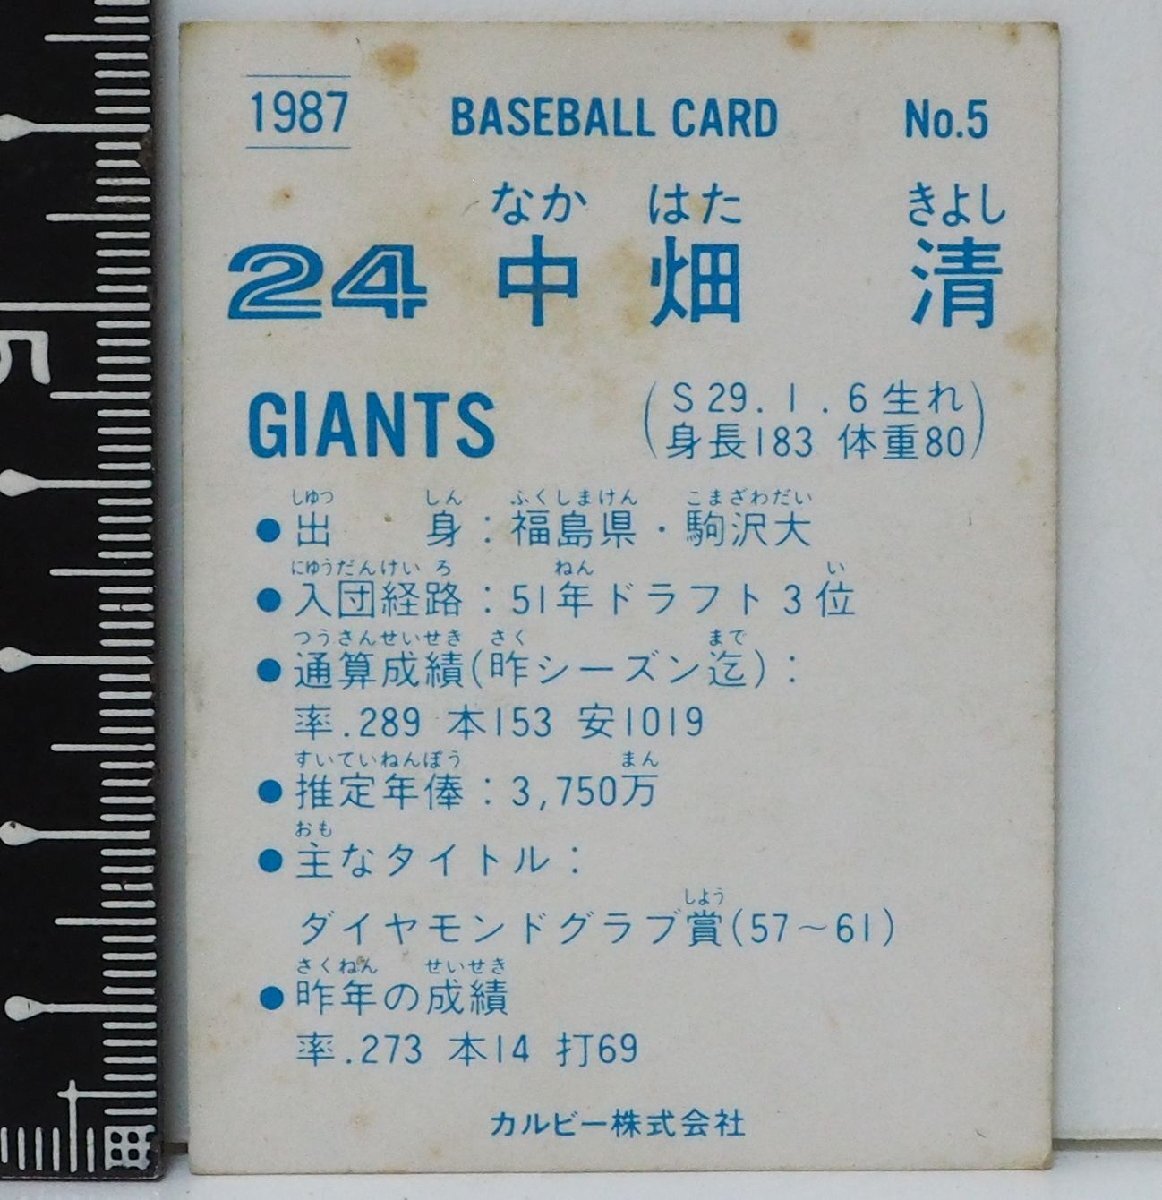 1987 BASEBALL CARD No.5
なか はた きよし
24 中畑 清
GIANTS
(S29.1.6生れ
身長183 体重80)
しゆつ しん ふくしまけん こまざわだい
●出 身:福島県・駒沢大
にゆうだんけいろ ねん い
●入団経路:51年ドラフト3位
つうさんせいせき さく まで
●通算成績(昨シーズン迄):
率.289 本153 安1019
すいていねんぽう まん
●推定年俸:3,750万
おも
●主なタイトル:
しよう
ダイヤモンドグラブ賞(57~61)
さくねん せいせき
●昨年の成績
率.273 本14 打69
カルビー株式会社
5